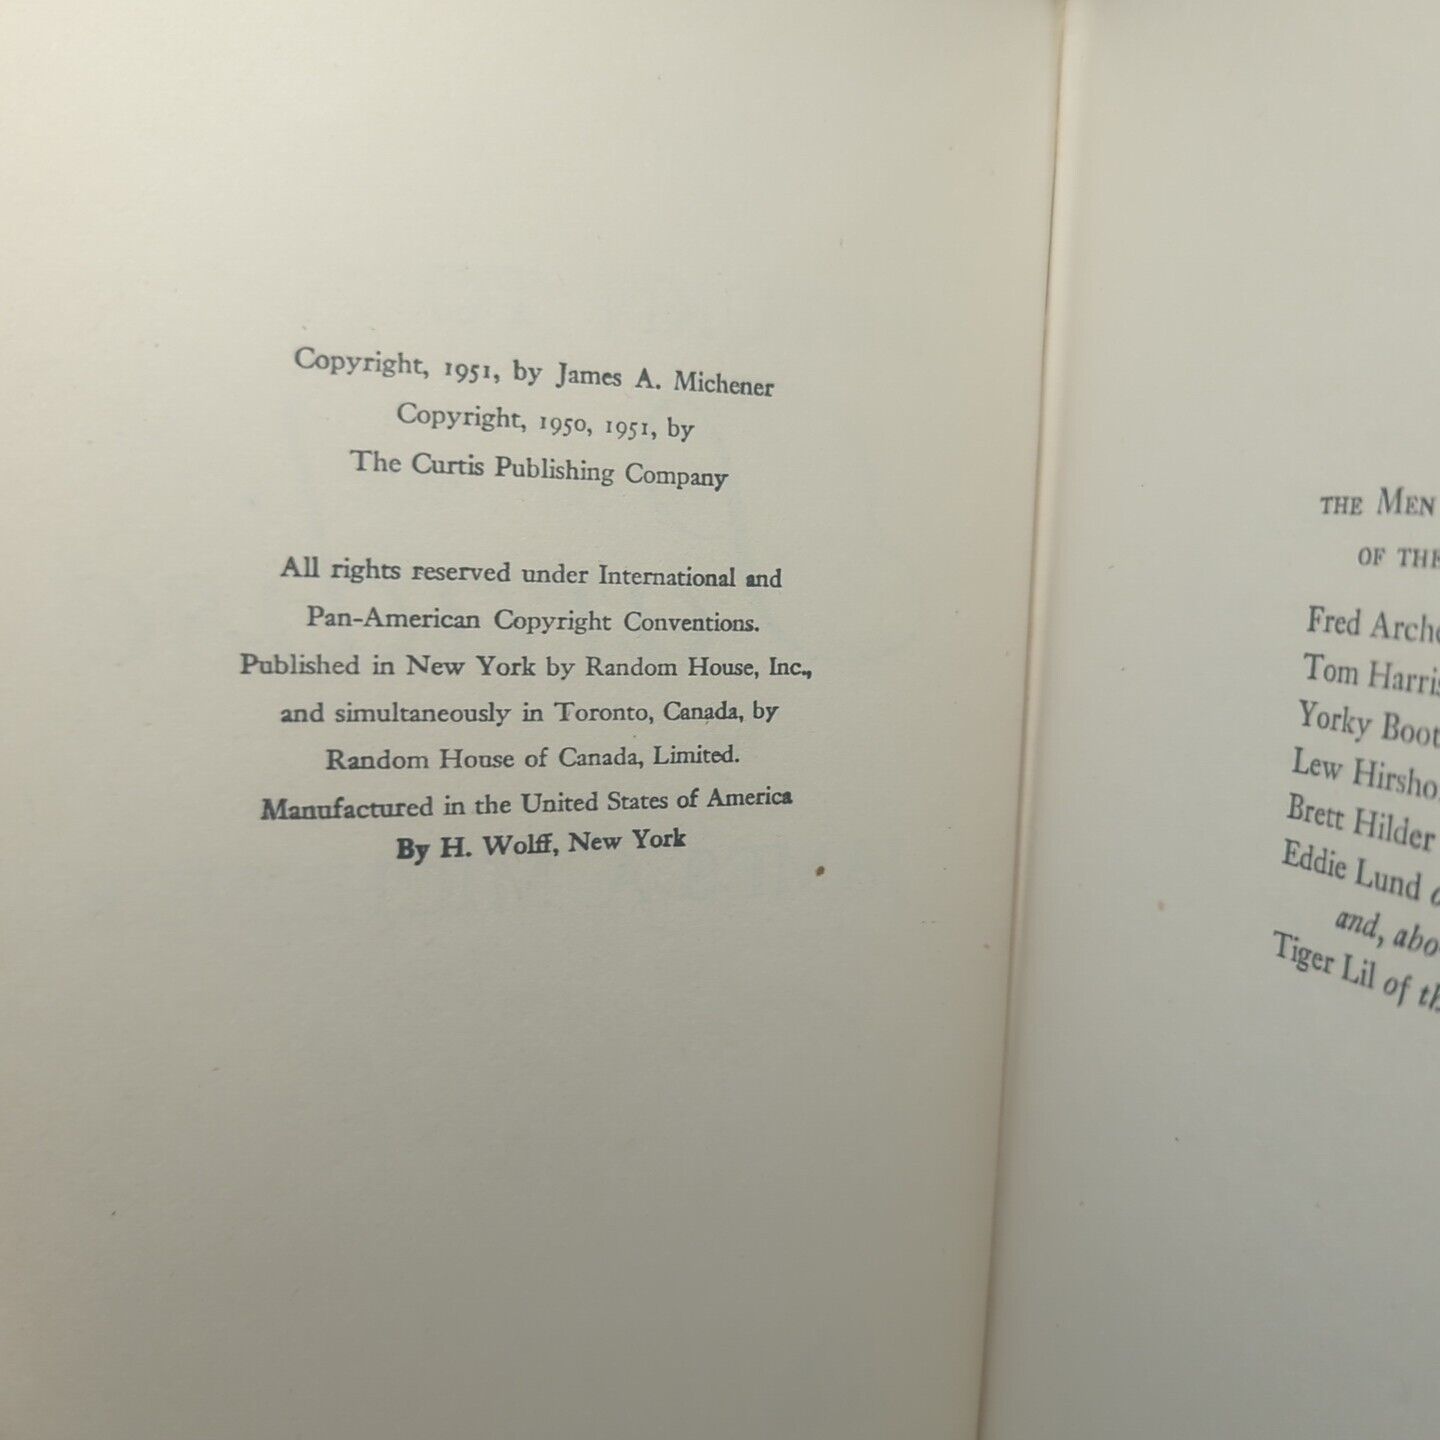 Copyright, 1951, by James A. Michener
Copyright, 1950, 1951, by
The Curtis Publishing Company
All rights reserved under International and
Pan-American Copyright Conventions.
Published in New York by Random House, Inc.,
and simultaneously in Toronto, Canada, by
Random House of Canada, Limited.
Manufactured in the United States of America
By H. Wolff, New York
THE MEN
OF THE
Fred
Tom
Yorky
Lew
Brett Hilder
Eddie Lund
and,
Tiger Lil of